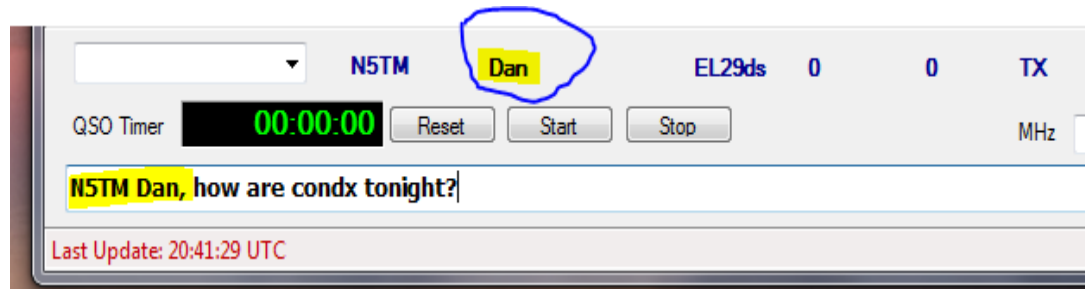 N5TM Dan EL29ds 0 0 TX
QSO Timer 00:00:00 Reset Start Stop MHz
N5TM Dan, how are condx tonight?
Last Update: 20:41:29 UTC